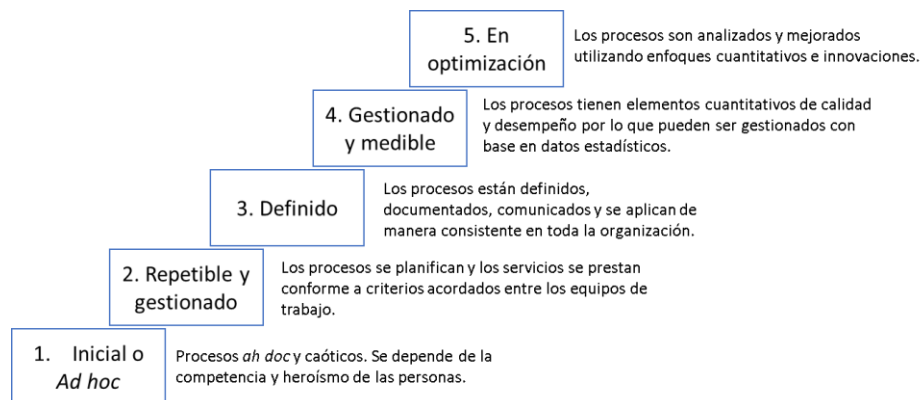 5. En
optimización
Los procesos son analizados y mejorados
utilizando enfoques cuantitativos e innovaciones.
4. Gestionado
y medible
Los procesos tienen elementos cuantitativos de calidad
y desempeño por lo que pueden ser gestionados con
base en datos estadísticos.
3. Definido
Los procesos están definidos,
documentados, comunicados y se aplican de
manera consistente en toda la organización.
2. Repetible y
gestionado
Los procesos se planifican y los servicios se prestan
conforme a criterios acordados entre los equipos de
trabajo.
1. Inicial o
Ad hoc
Procesos ah doc y caóticos. Se depende de la
competencia y heroísmo de las personas.